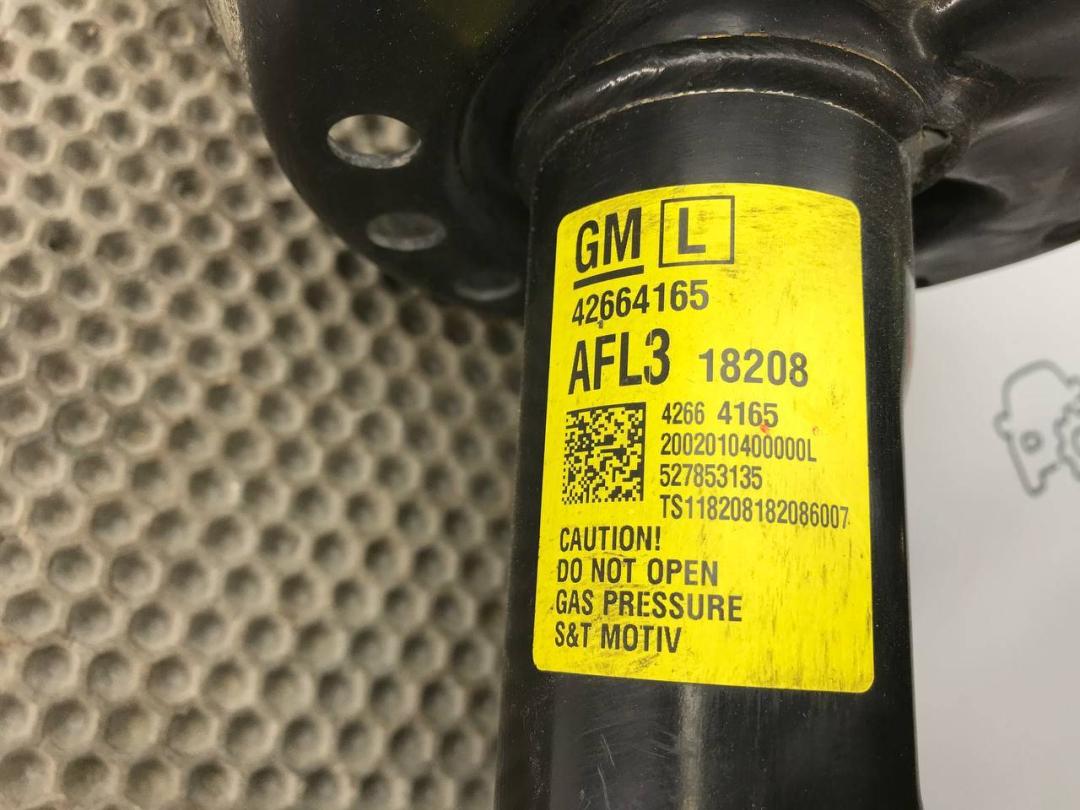 GM L
42664165
AFL3 18208
4266 4165
2002010400000L
527853135
TS118208182086007
CAUTION!
DO NOT OPEN
GAS PRESSURE
S&T MOTIV